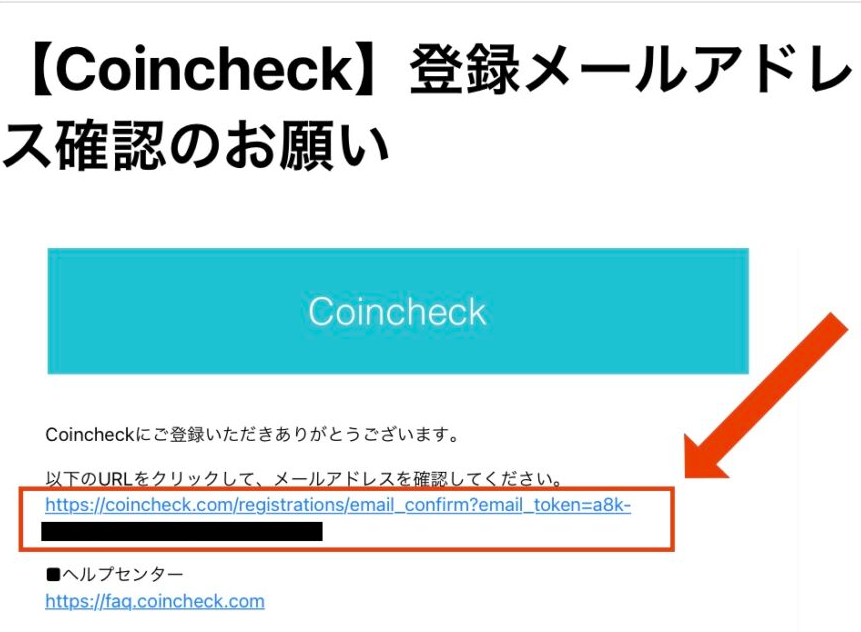 【Coincheck】登録メールアドレ
ス確認のお願い
Coincheck
Coincheckにご登録いただきありがとうございます。
以下のURLをクリックして、メールアドレスを確認してください。
https://coincheck.com/registrations/email_confirm?email_token=a8k-
■ヘルプセンター
https://faq.coincheck.com